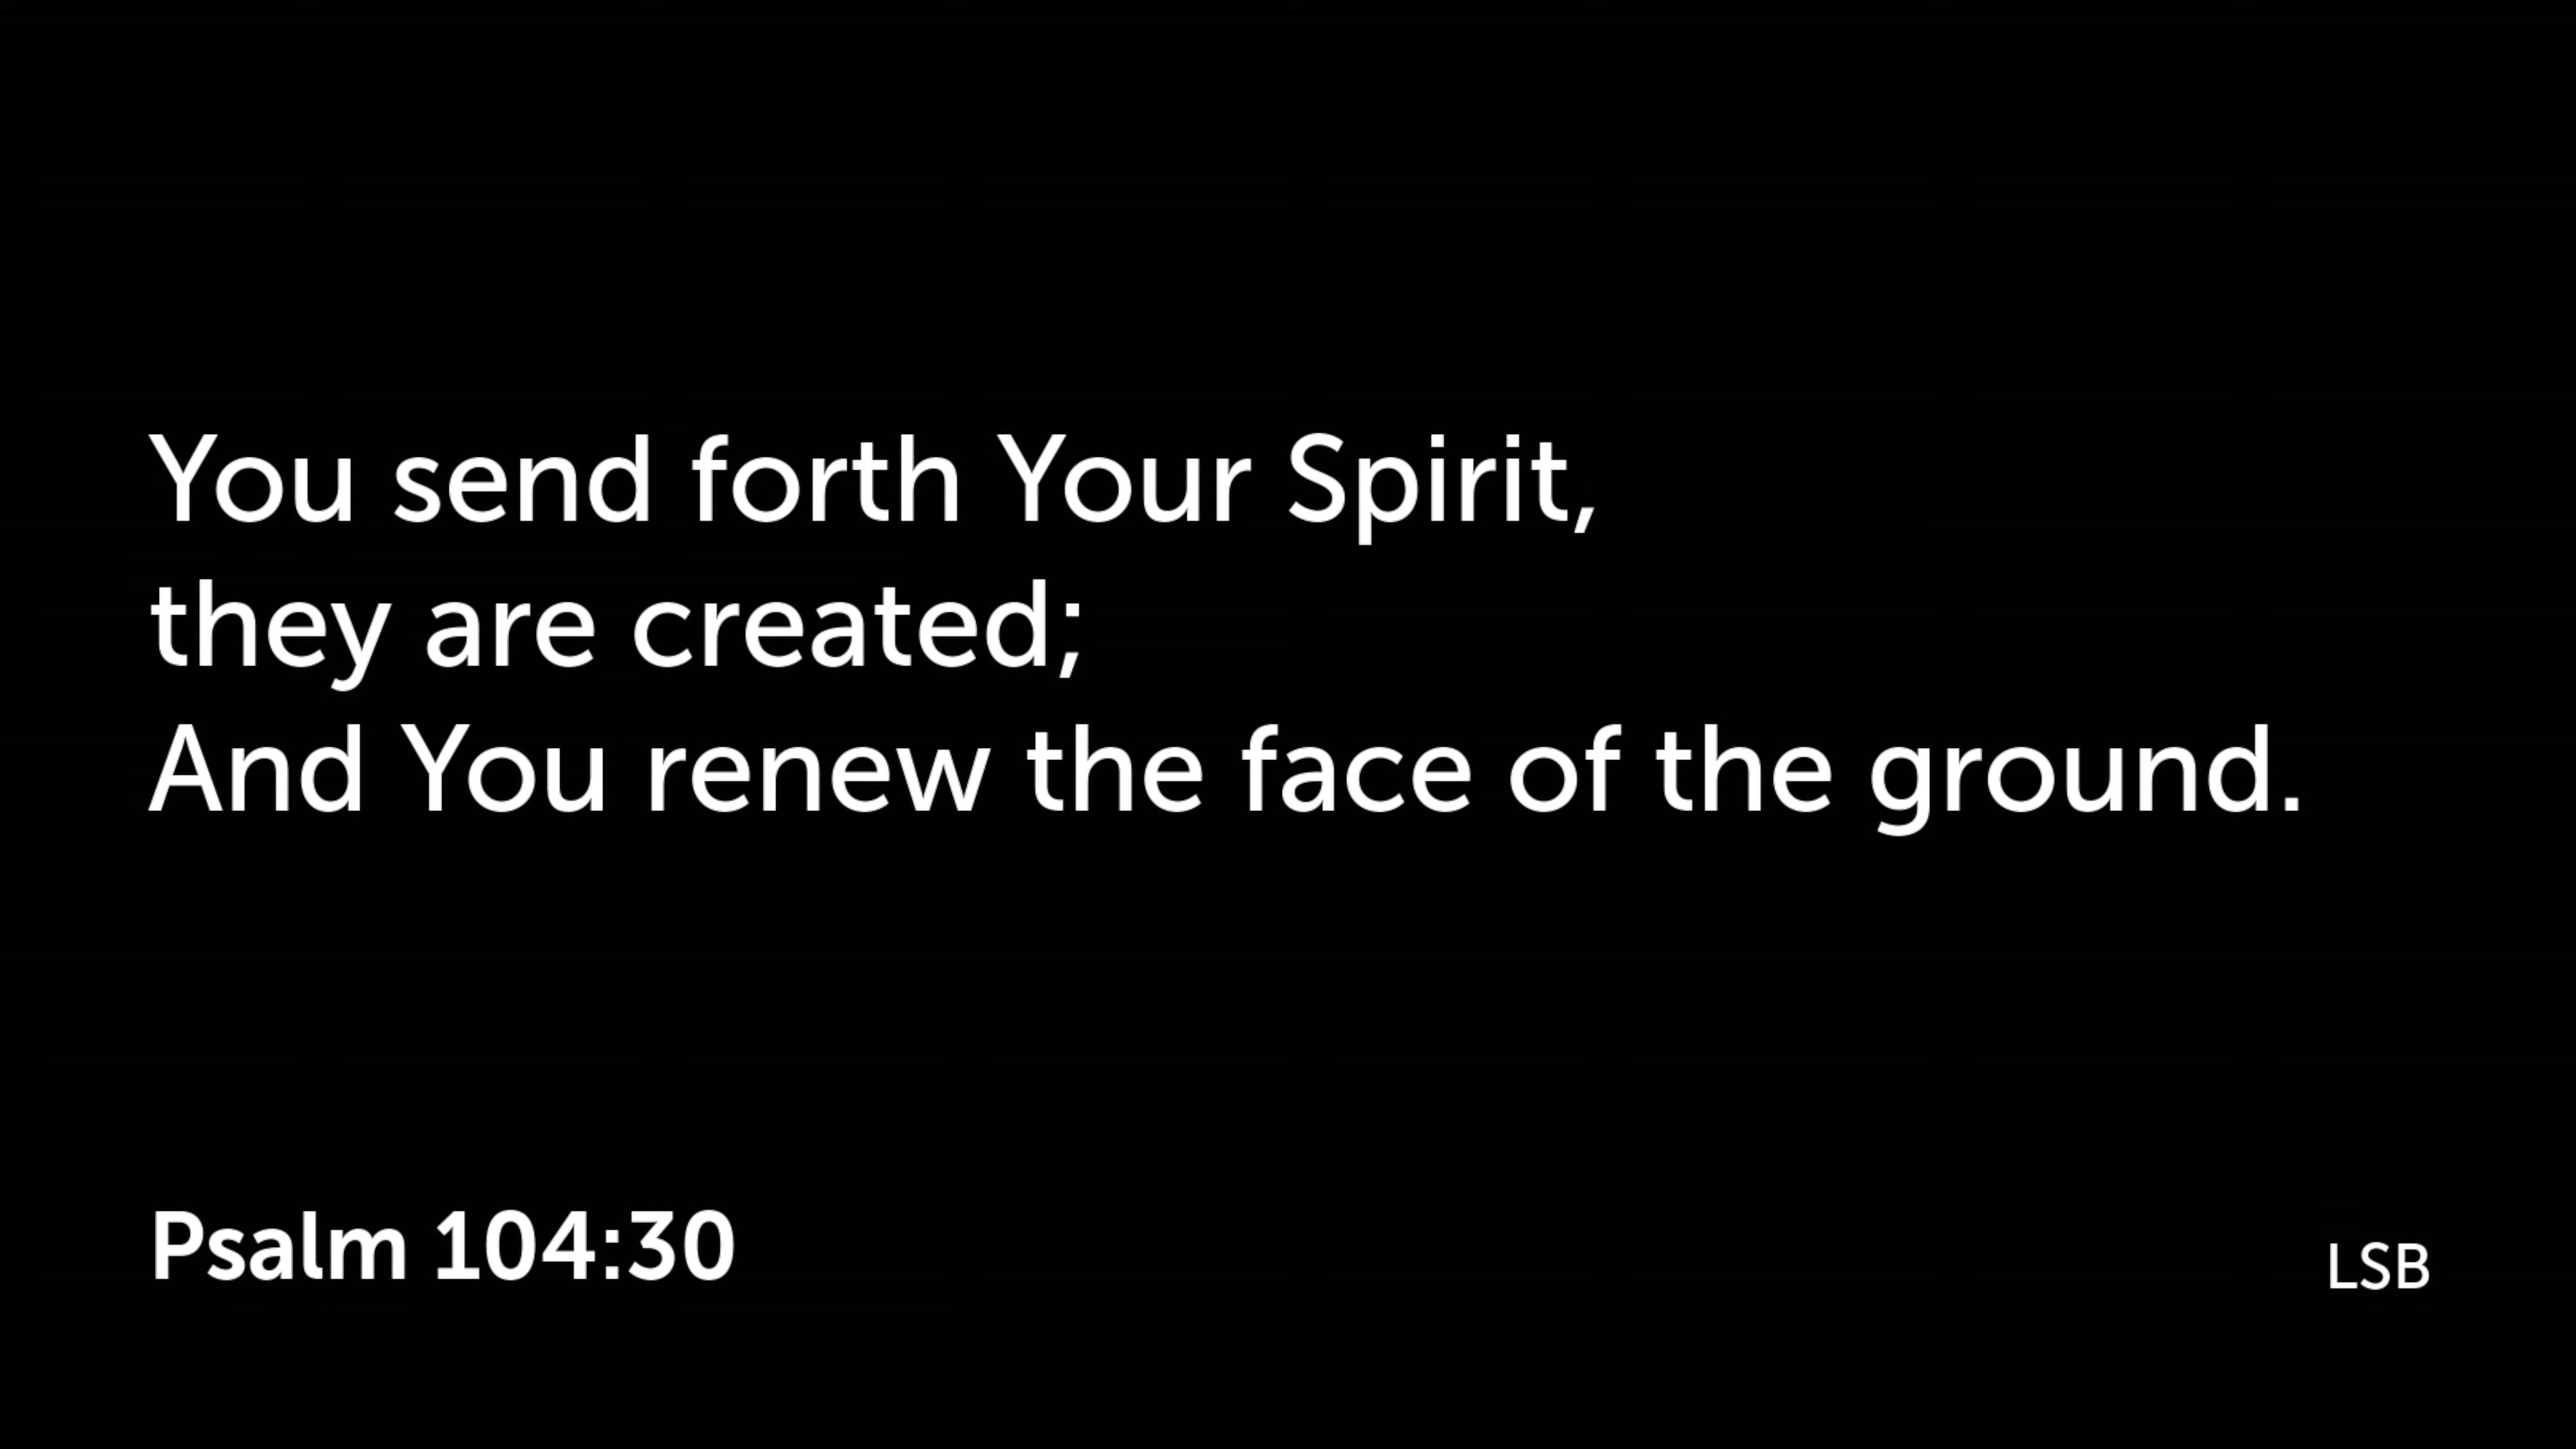 You send forth Your Spirit,
they are created;
And You renew the face of the ground.
Psalm 104:30
LSB